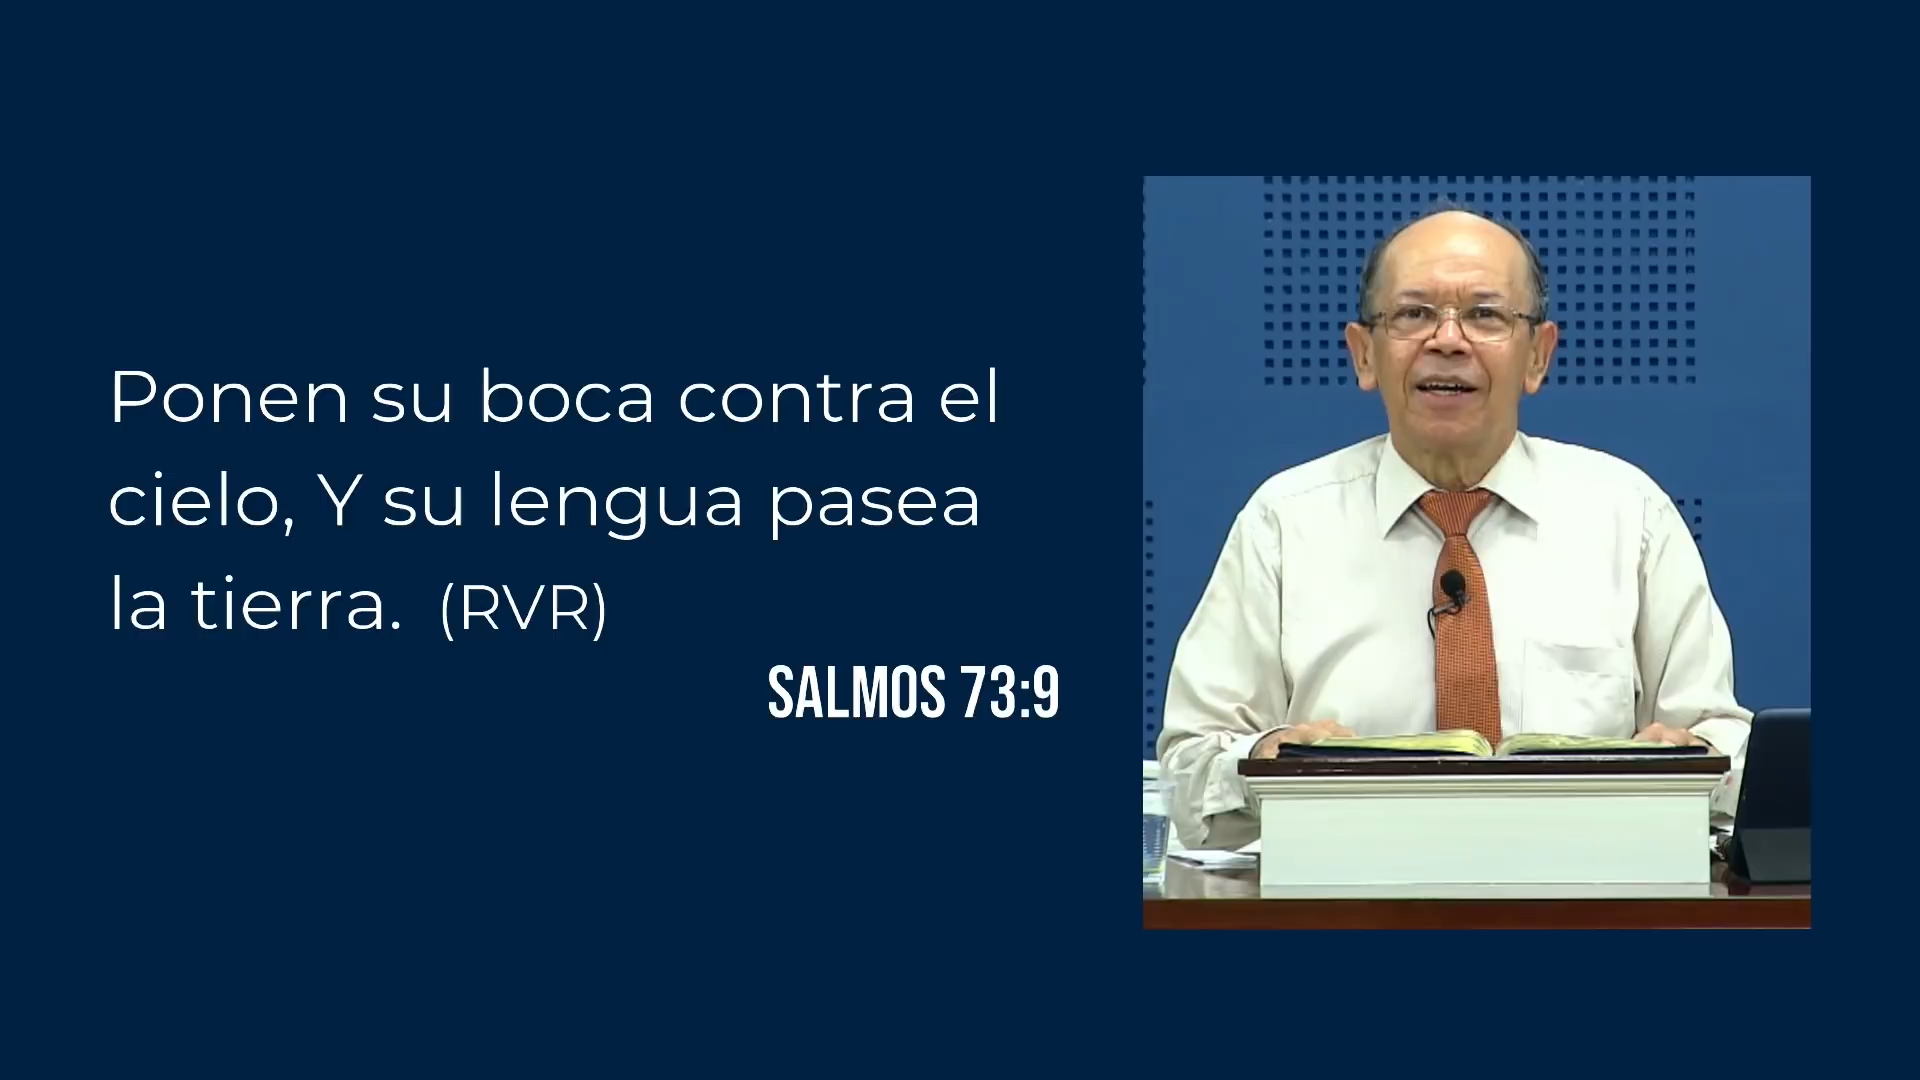 Ponen su boca contra el
cielo, Y su lengua pasea
la tierra. (RVR)
SALMOS 73:9